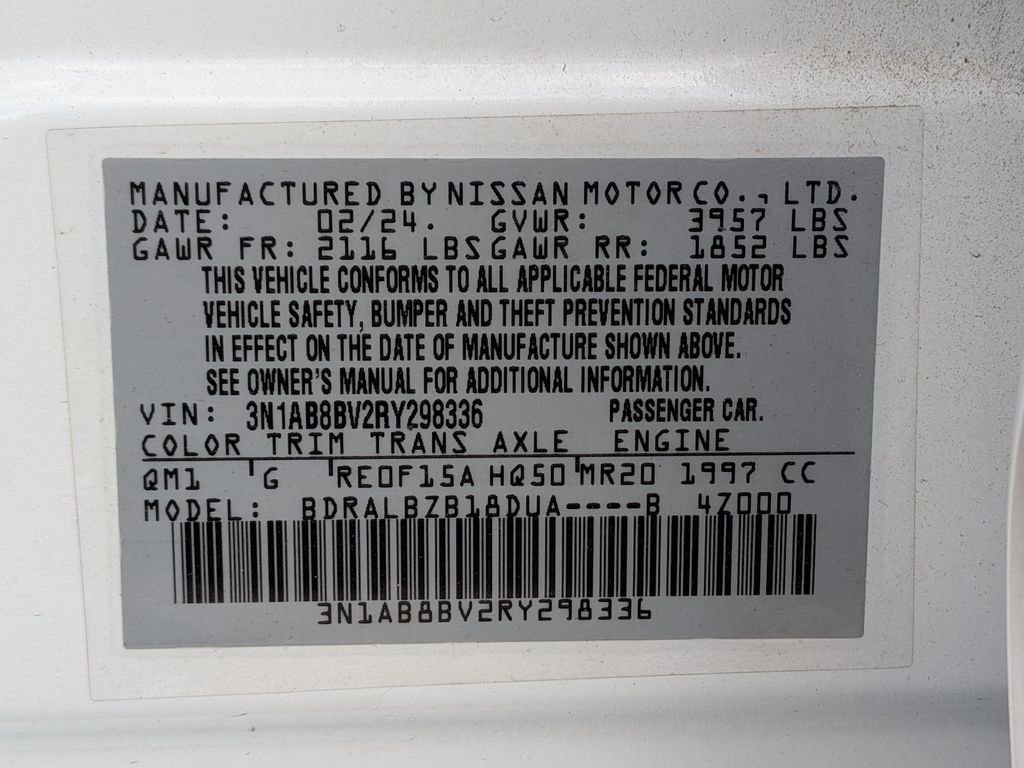 MANUFACTURED BY NISSAN MOTOR CO., LTD.
DATE: 02/24. GVWR: 3957 LBS
GAWR FR: 2116 LBS GAWR RR: 1852 LBS
THIS VEHICLE CONFORMS TO ALL APPLICABLE FEDERAL MOTOR
VEHICLE SAFETY, BUMPER AND THEFT PREVENTION STANDARDS
IN EFFECT ON THE DATE OF MANUFACTURE SHOWN ABOVE.
SEE OWNER'S MANUAL FOR ADDITIONAL INFORMATION.
VIN: 3N1AB8BV2RY298336 PASSENGER CAR.
COLOR TRIM TRANS AXLE ENGINE
QM1 G RE0F15A HQ50 MR20 1997 CC
MODEL: BDRALBZB18DUA----B 4Z000
3N1AB8BV2RY298336